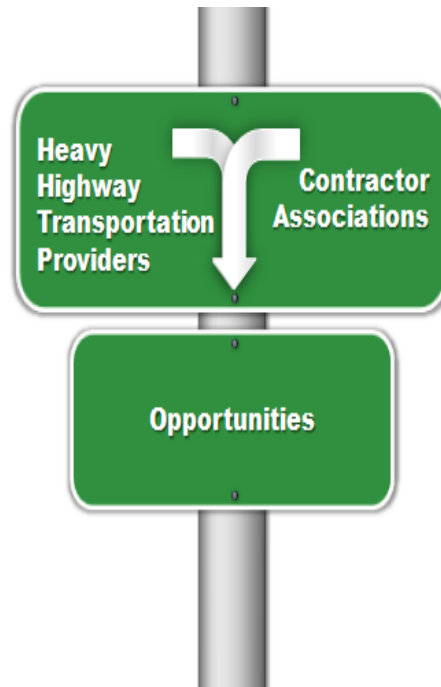 Heavy
Highway
Transportation
Providers
Contractor
Associations
Opportunities